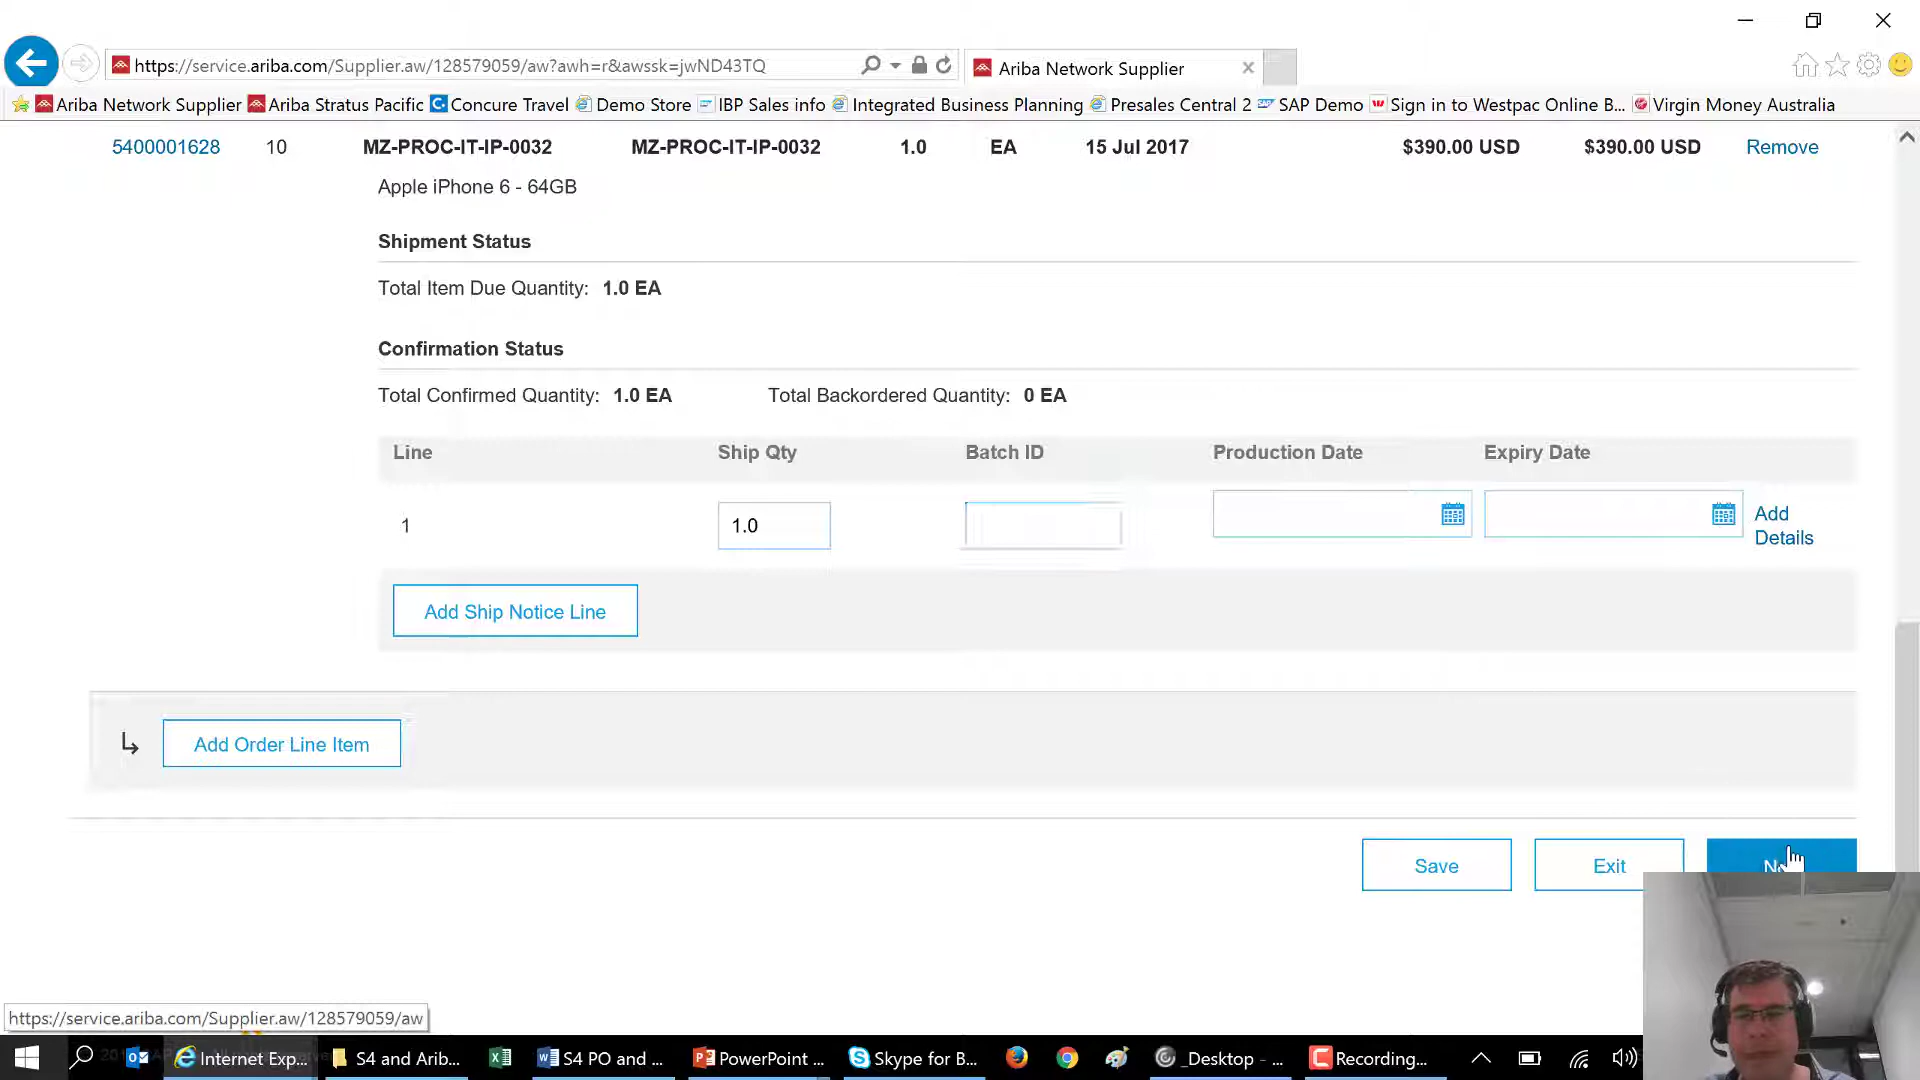 https://service.ariba.com/Supplier.aw/128579059/aw?awh=r&awssk=jwND43TQ
Ariba Network Supplier
Ariba Network Supplier Ariba Stratus Pacific Concure Travel Demo Store IBP Sales info Integrated Business Planning Presales Central 2 SAP Demo Sign in to Westpac Online B... Virgin Money Australia
5400001628 10 MZ-PROC-IT-IP-0032 MZ-PROC-IT-IP-0032 1.0 EA 15 Jul 2017 $390.00 USD $390.00 USD Remove
Apple iPhone 6 - 64GB
Shipment Status
Total Item Due Quantity: 1.0 EA
Confirmation Status
Total Confirmed Quantity: 1.0 EA Total Backordered Quantity: 0 EA
Line Ship Qty Batch ID Production Date Expiry Date
1 1.0 Add
Details
Add Ship Notice Line
Add Order Line Item
Save Exit
https://service.ariba.com/Supplier.aw/128579059/aw
Internet Exp... S4 and Arib... S4 PO and ... PowerPoint ... Skype for B... _Desktop - ... Recording...